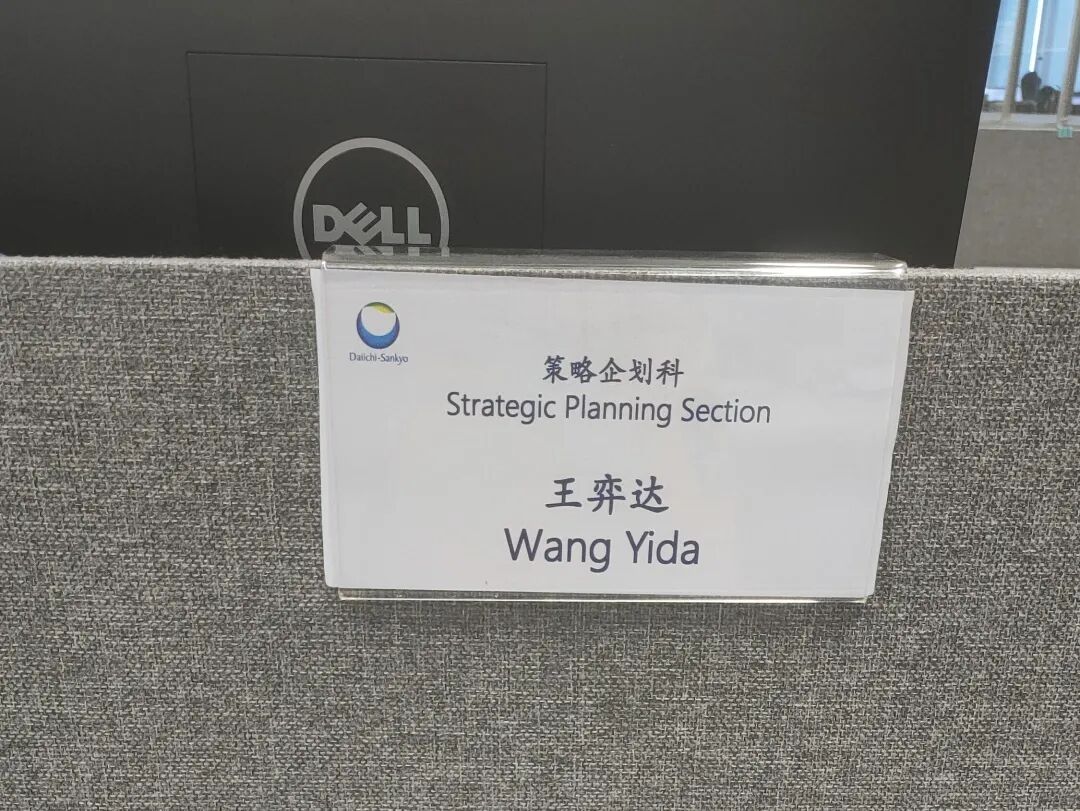 DELL
Daiichi-Sankyo
策略企划科
Strategic Planning Section
王弈达
Wang Yida